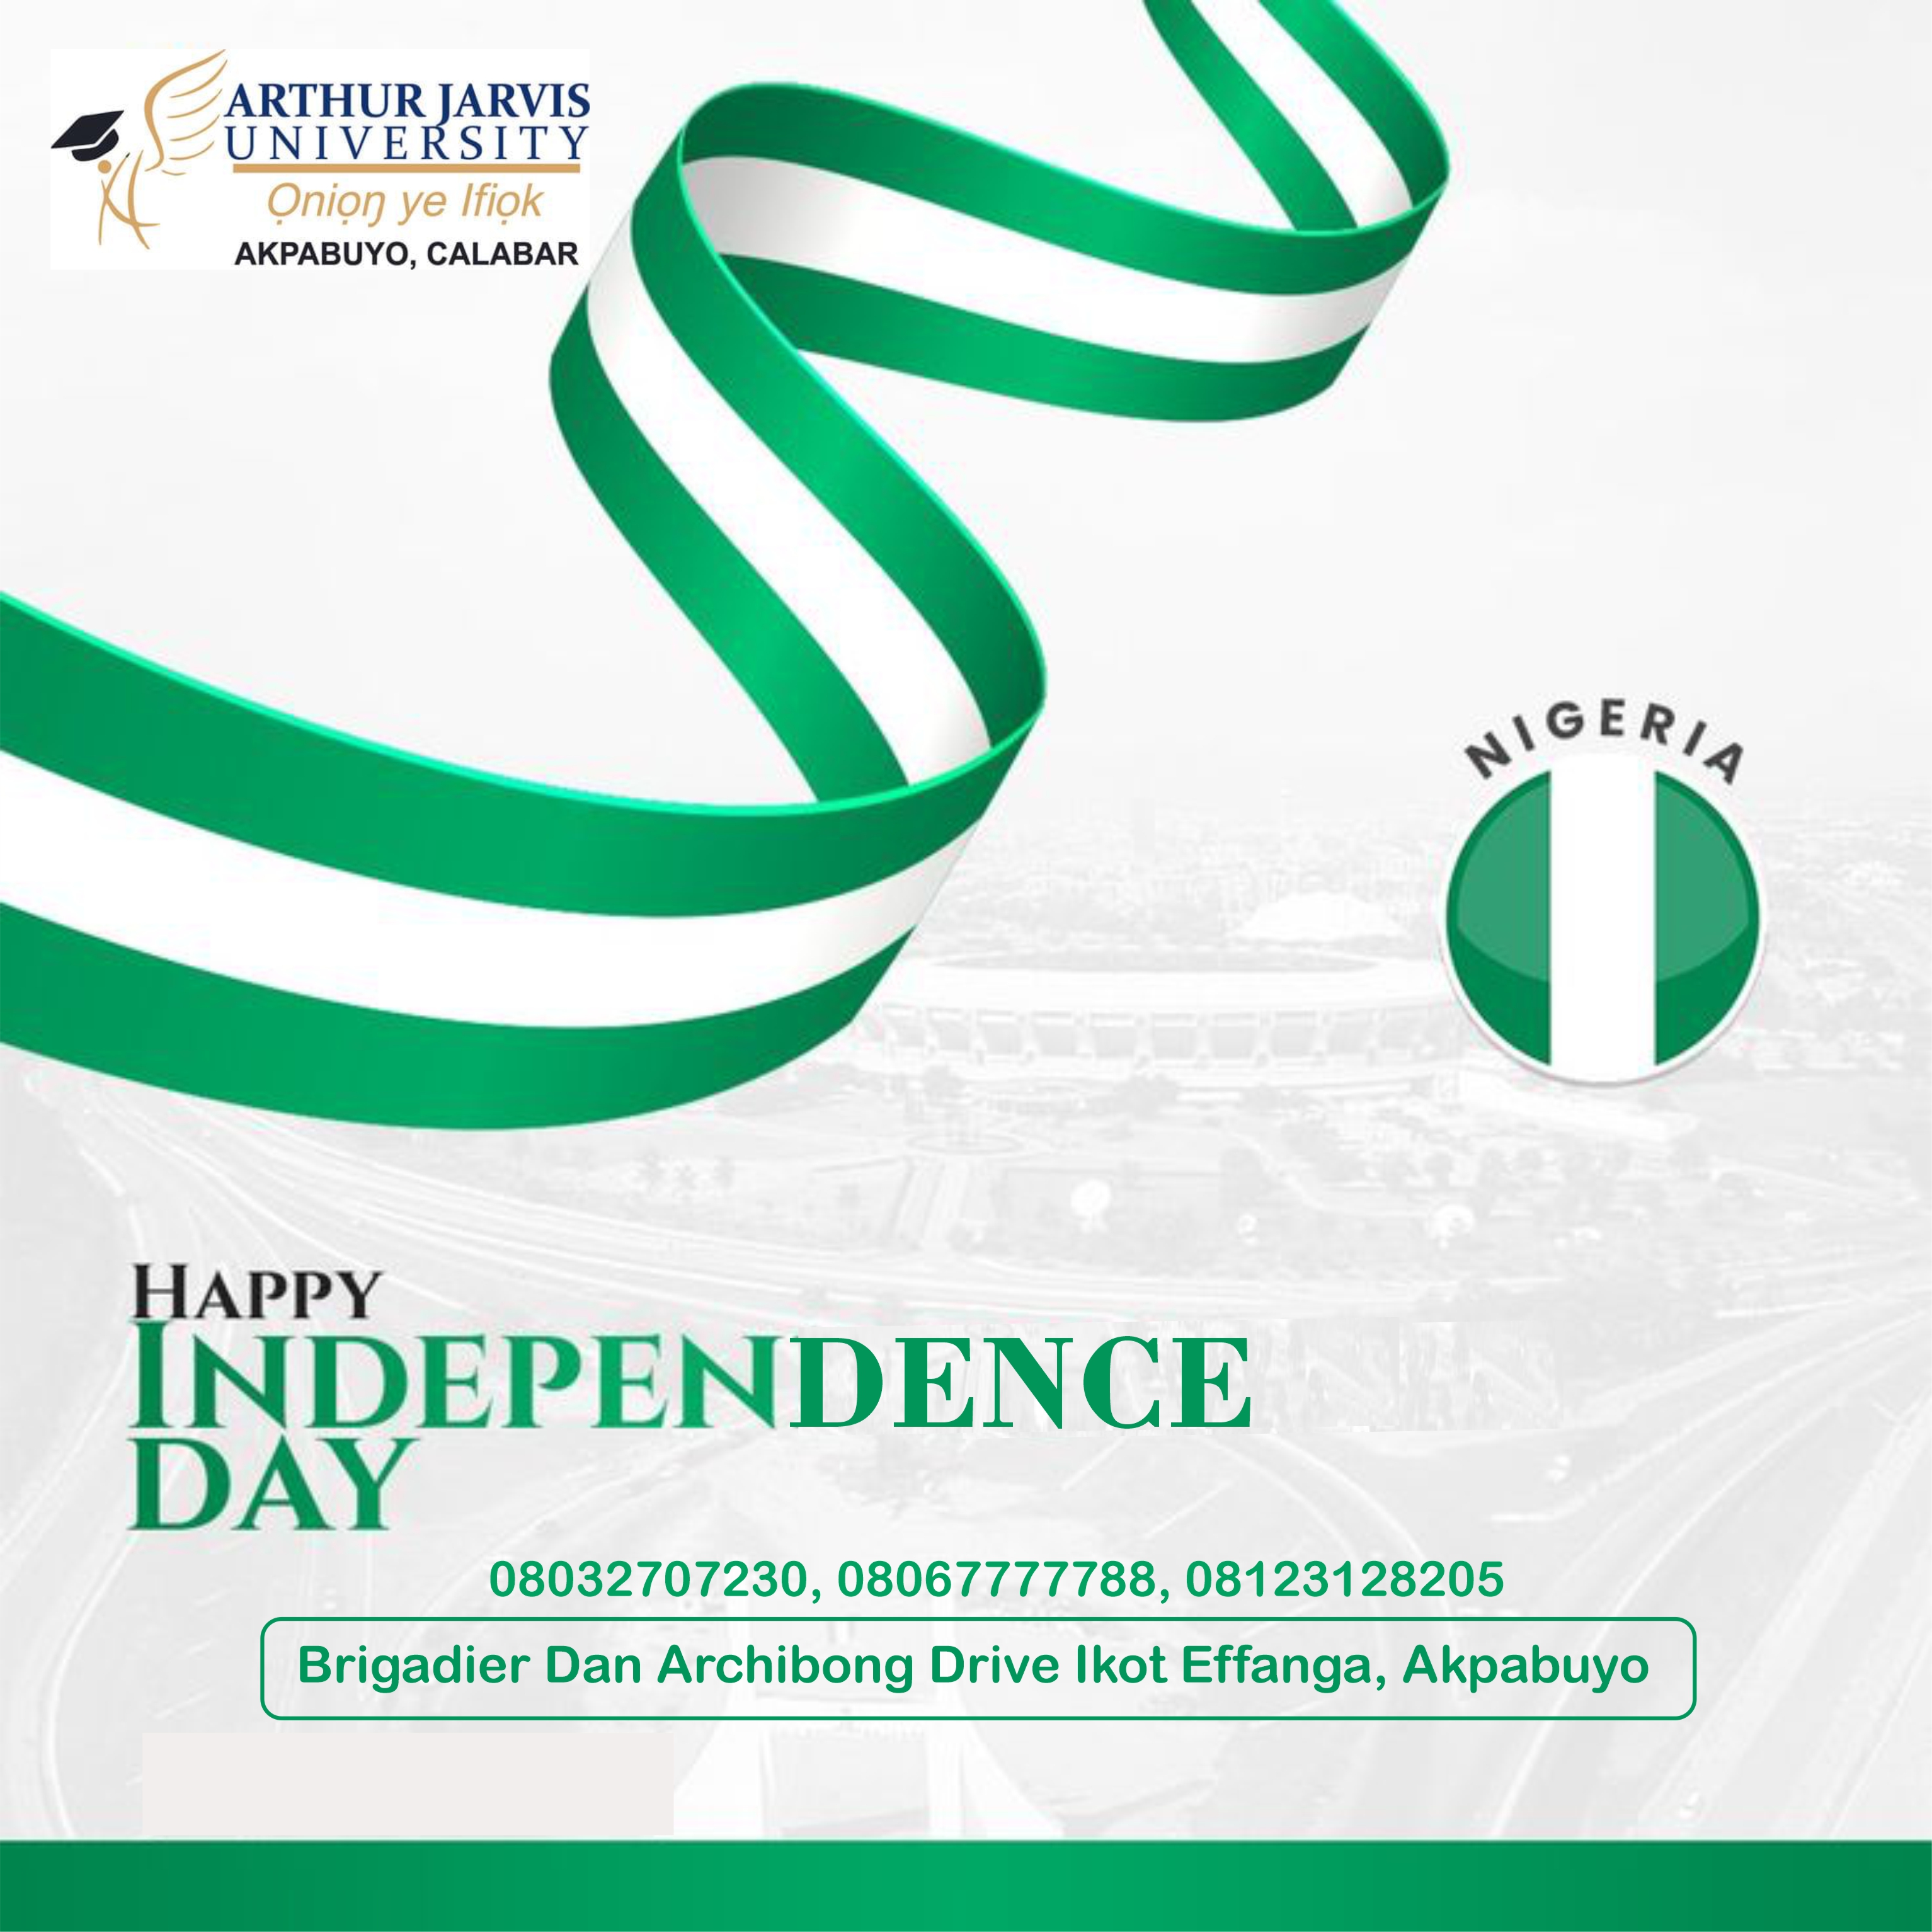 ARTHUR JARVIS
UNIVERSITY
Ọniọŋ ye Ifiọk
AKPABUYO, CALABAR
NIGERIA
HAPPY
INDEPENDENCE
DAY
08032707230, 08067777788, 08123128205
Brigadier Dan Archibong Drive Ikot Effanga, Akpabuyo